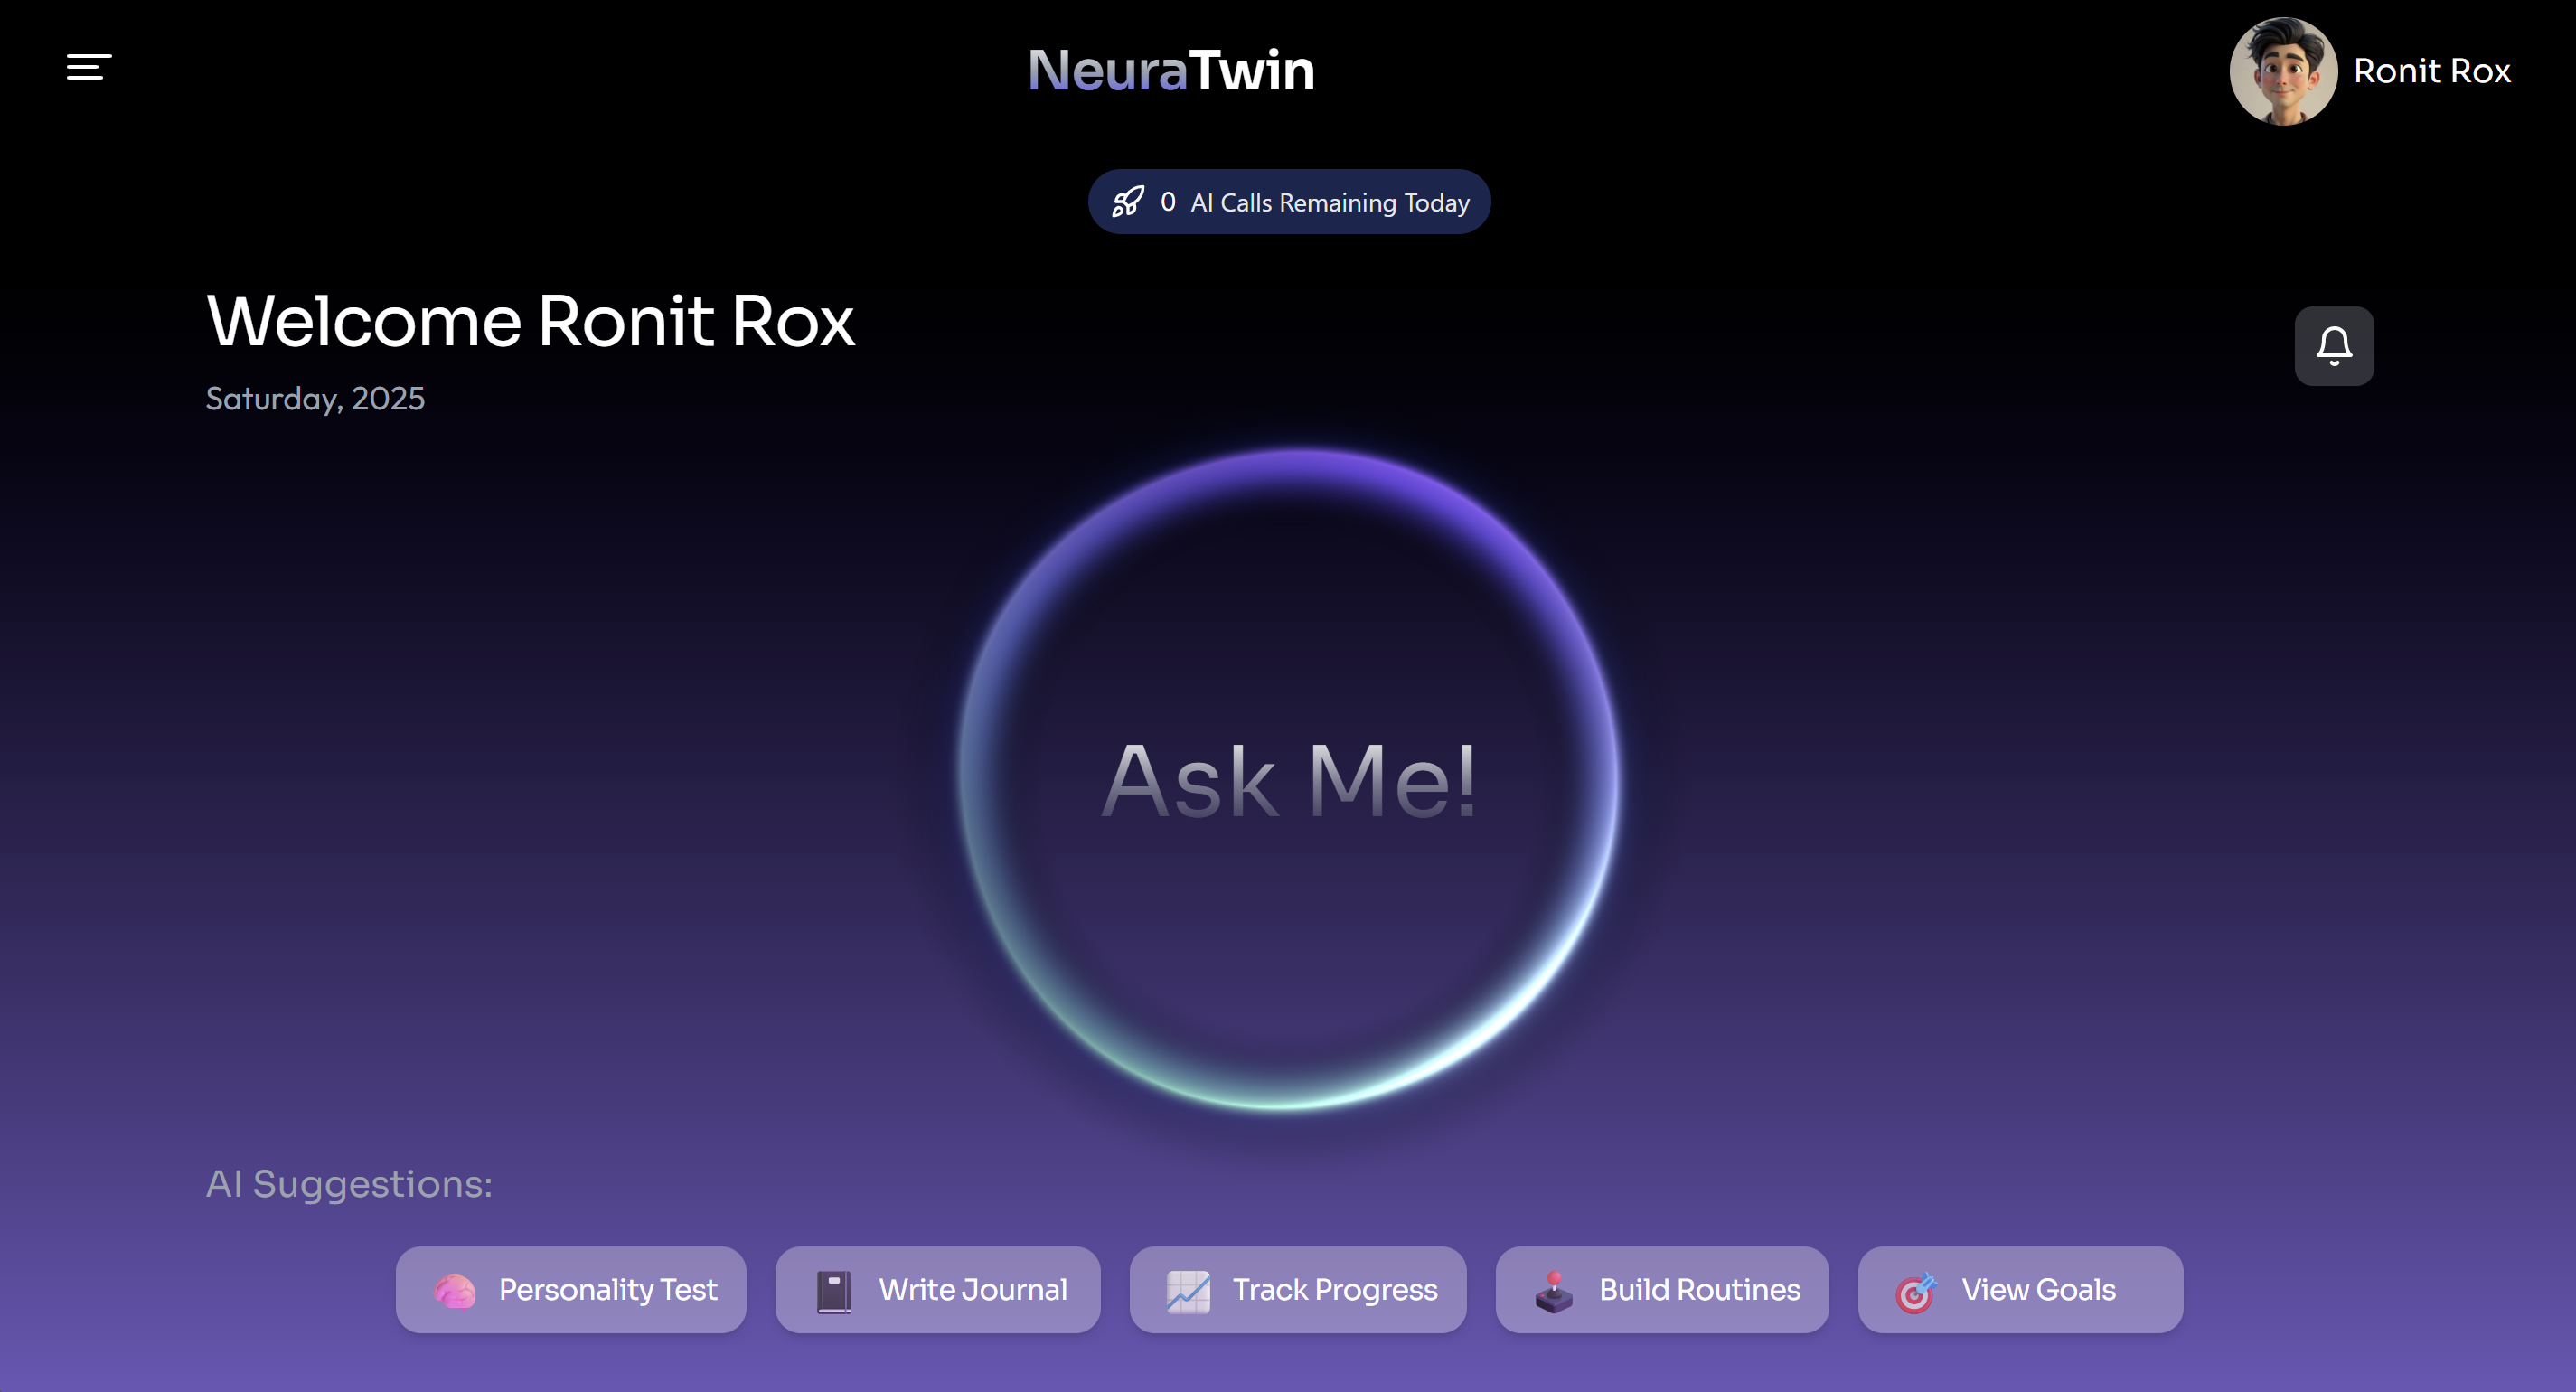 NeuraTwin
Ronit Rox
0 AI Calls Remaining Today
Welcome Ronit Rox
Saturday, 2025
Ask Me!
AI Suggestions:
Personality Test
Write Journal
Track Progress
Build Routines
View Goals